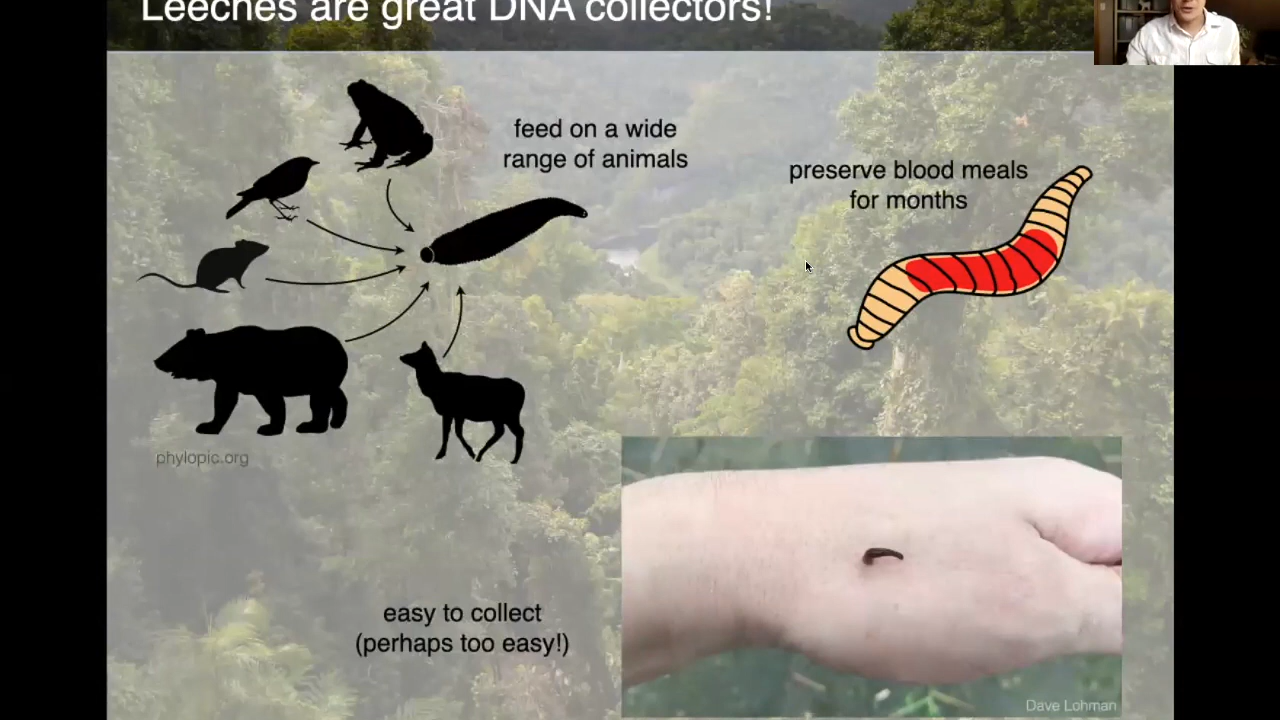 Leeches are great DNA collectors!
feed on a wide
range of animals
preserve blood meals
for months
phylopic.org
easy to collect
(perhaps too easy!)
Dave Lohman